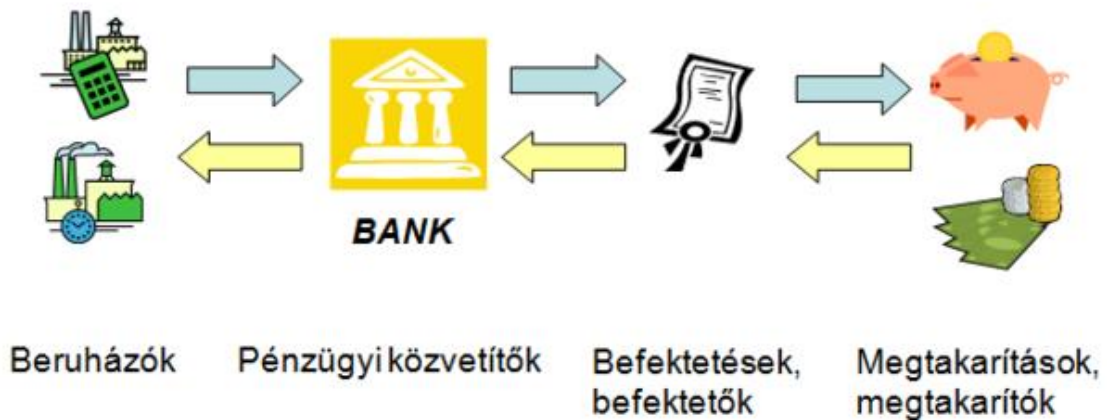 BANK
Beruházók
Pénzügyi közvetítők
Befektetések,
befektetők
Megtakarítások,
megtakarítók